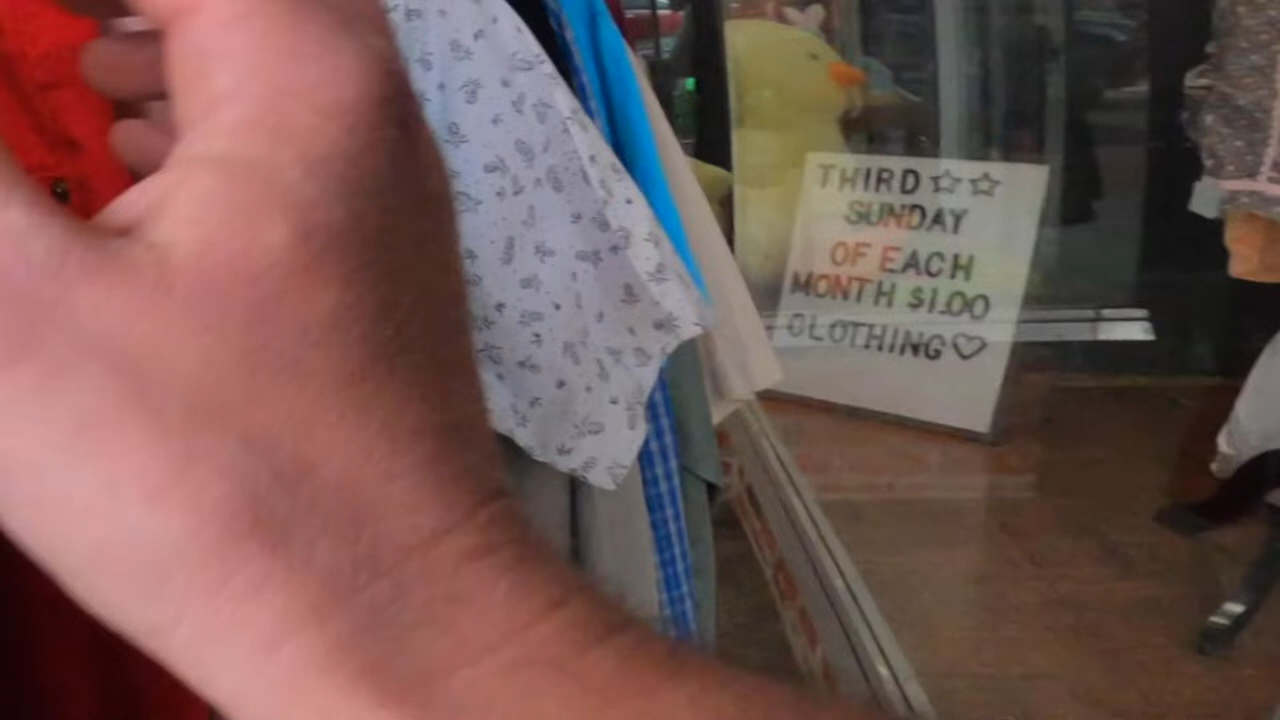 THIRD ☆☆
SUNDAY
OF EACH
MONTH $1.00
CLOTHING♡